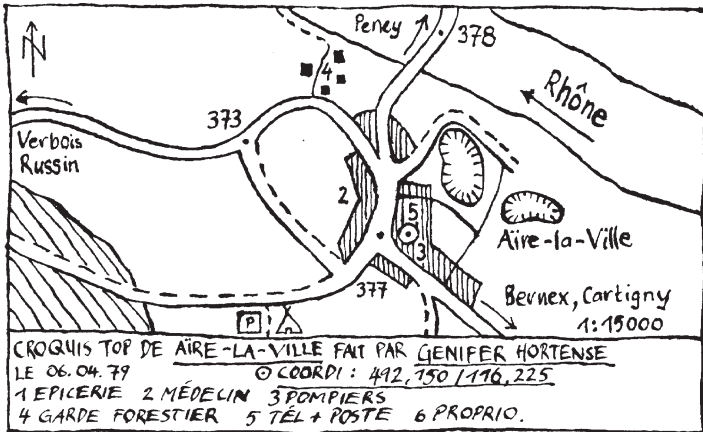 N
Peney
378
4
Rhône
373
Verbois
Russin
2
5
3
Aïre-la-Ville
377
P
Bernex, Cartigny
1:15000
CROQUIS TOP DE AÏRE-LA-VILLE FAIT PAR GENIFER HORTENSE
LE 06.04.79 ⊙ COORDI : 492,150/116,225
1 EPICERIE 2 MÉDECIN 3 POMPIERS
4 GARDE FORESTIER 5 TÉL + POSTE 6 PROPRIO.